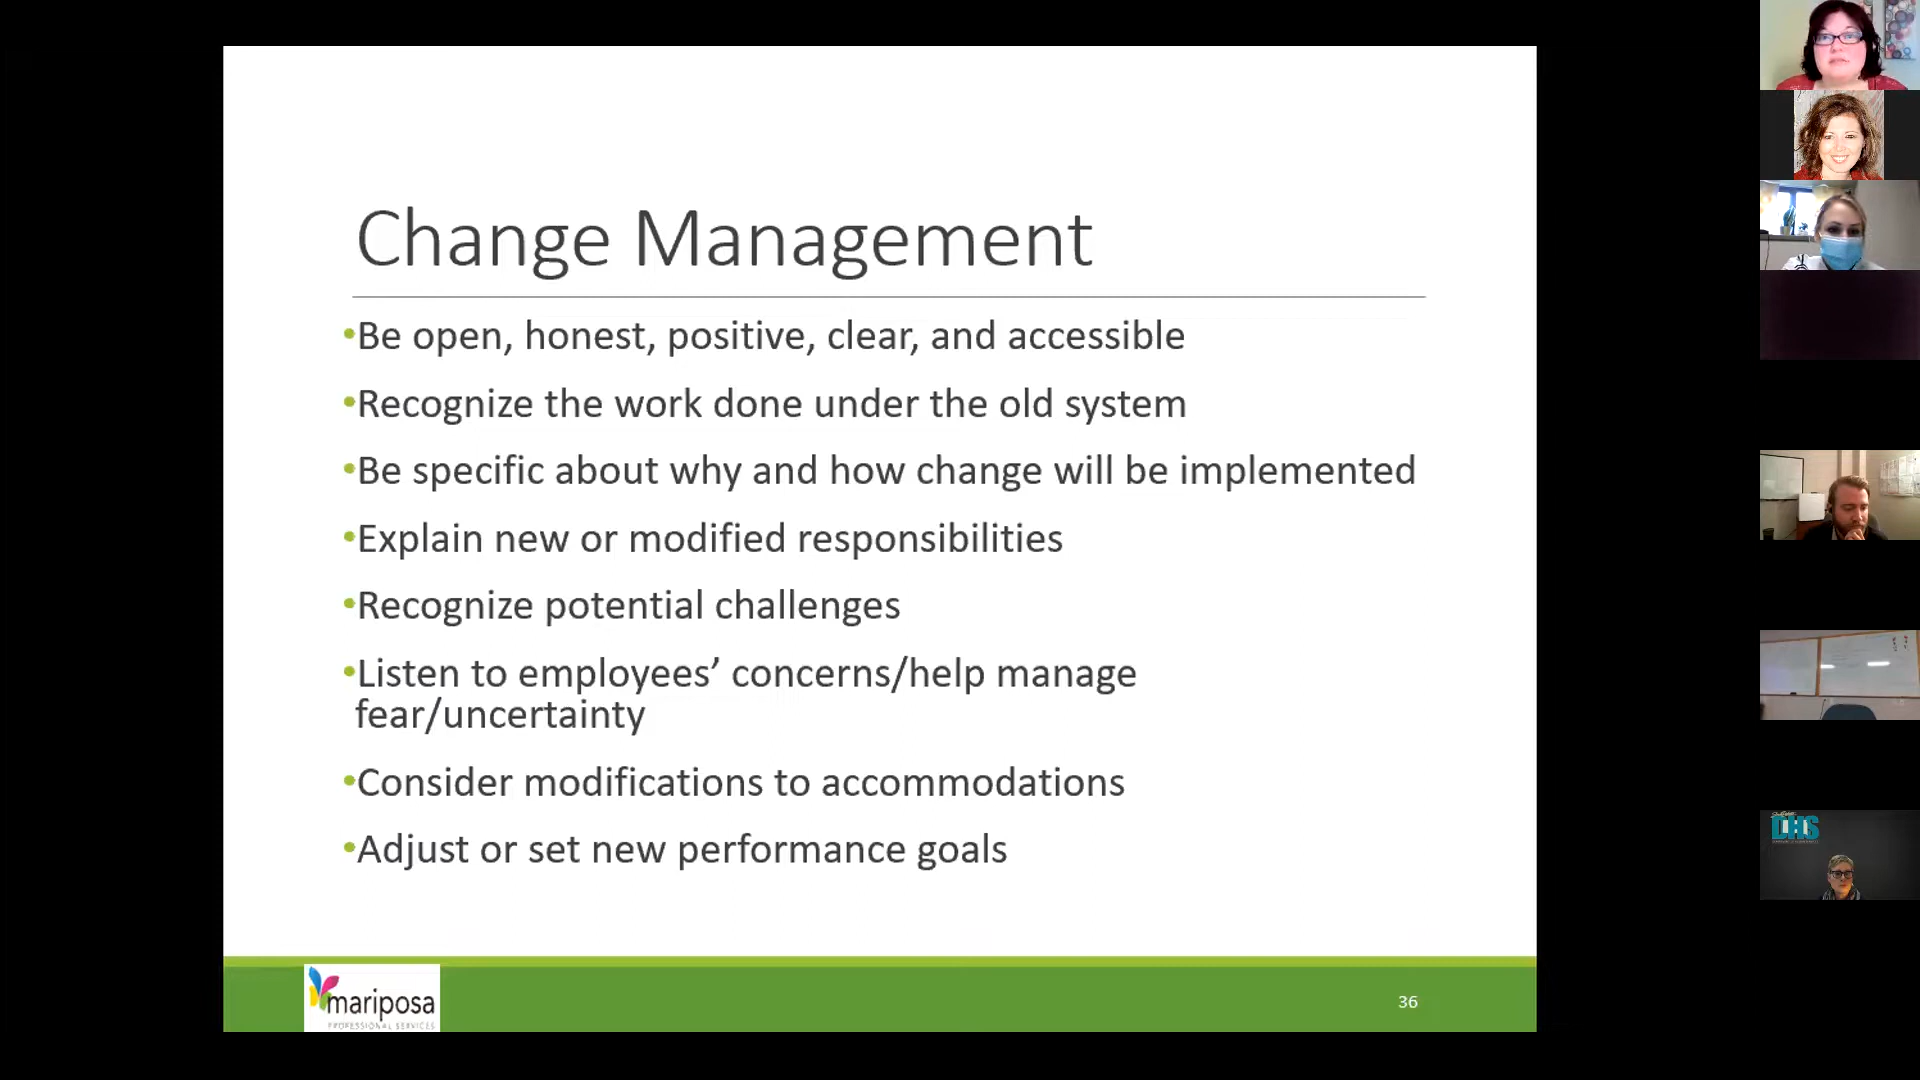 Change Management
•Be open, honest, positive, clear, and accessible
•Recognize the work done under the old system
•Be specific about why and how change will be implemented
•Explain new or modified responsibilities
•Recognize potential challenges
•Listen to employees’ concerns/help manage
fear/uncertainty
•Consider modifications to accommodations
•Adjust or set new performance goals
mariposa
PROFESSIONAL SERVICES
36
DHS